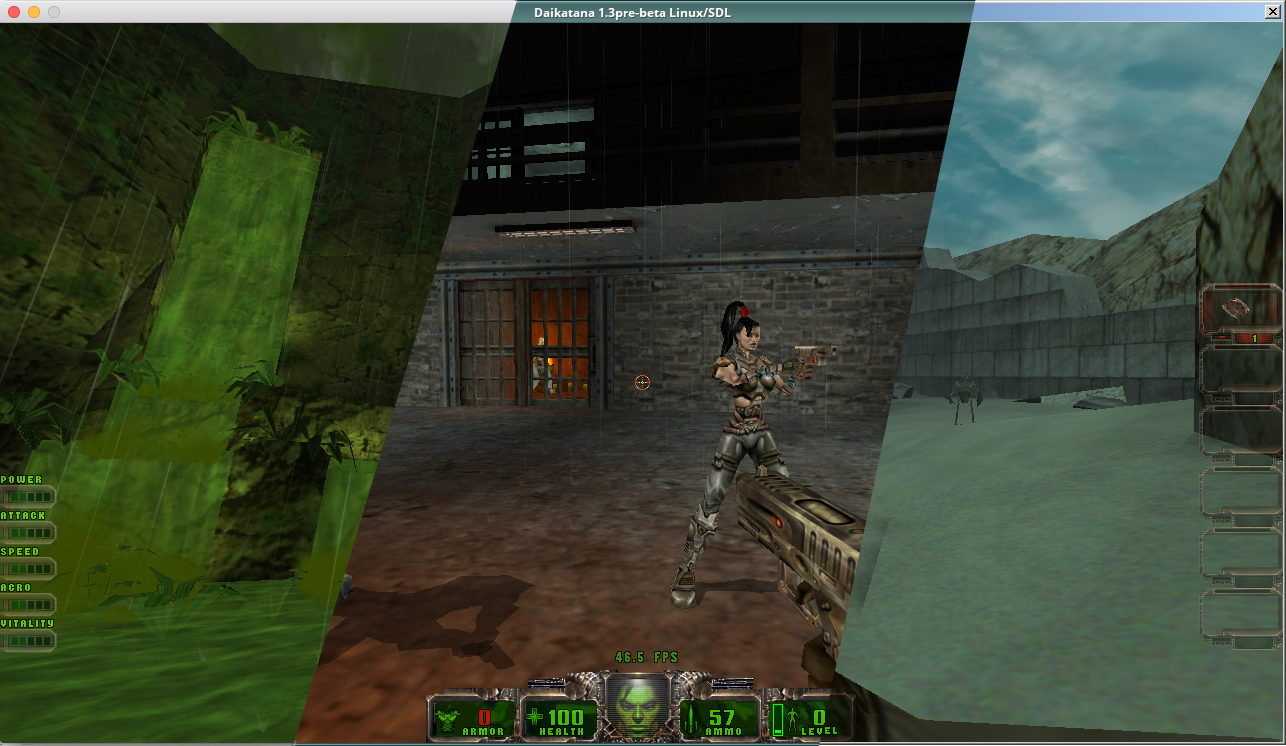 Daikatana 1.3pre-beta Linux/SDL
1
POWER
ATTACK
SPEED
ACRO
VITALITY
46.5 FPS
0 100 57 0
ARMOR HEALTH AMMO LEVEL